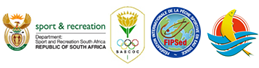 sport & recreation
Department:
Sport and Recreation South Africa
REPUBLIC OF SOUTH AFRICA
SASCOC
FIPSed